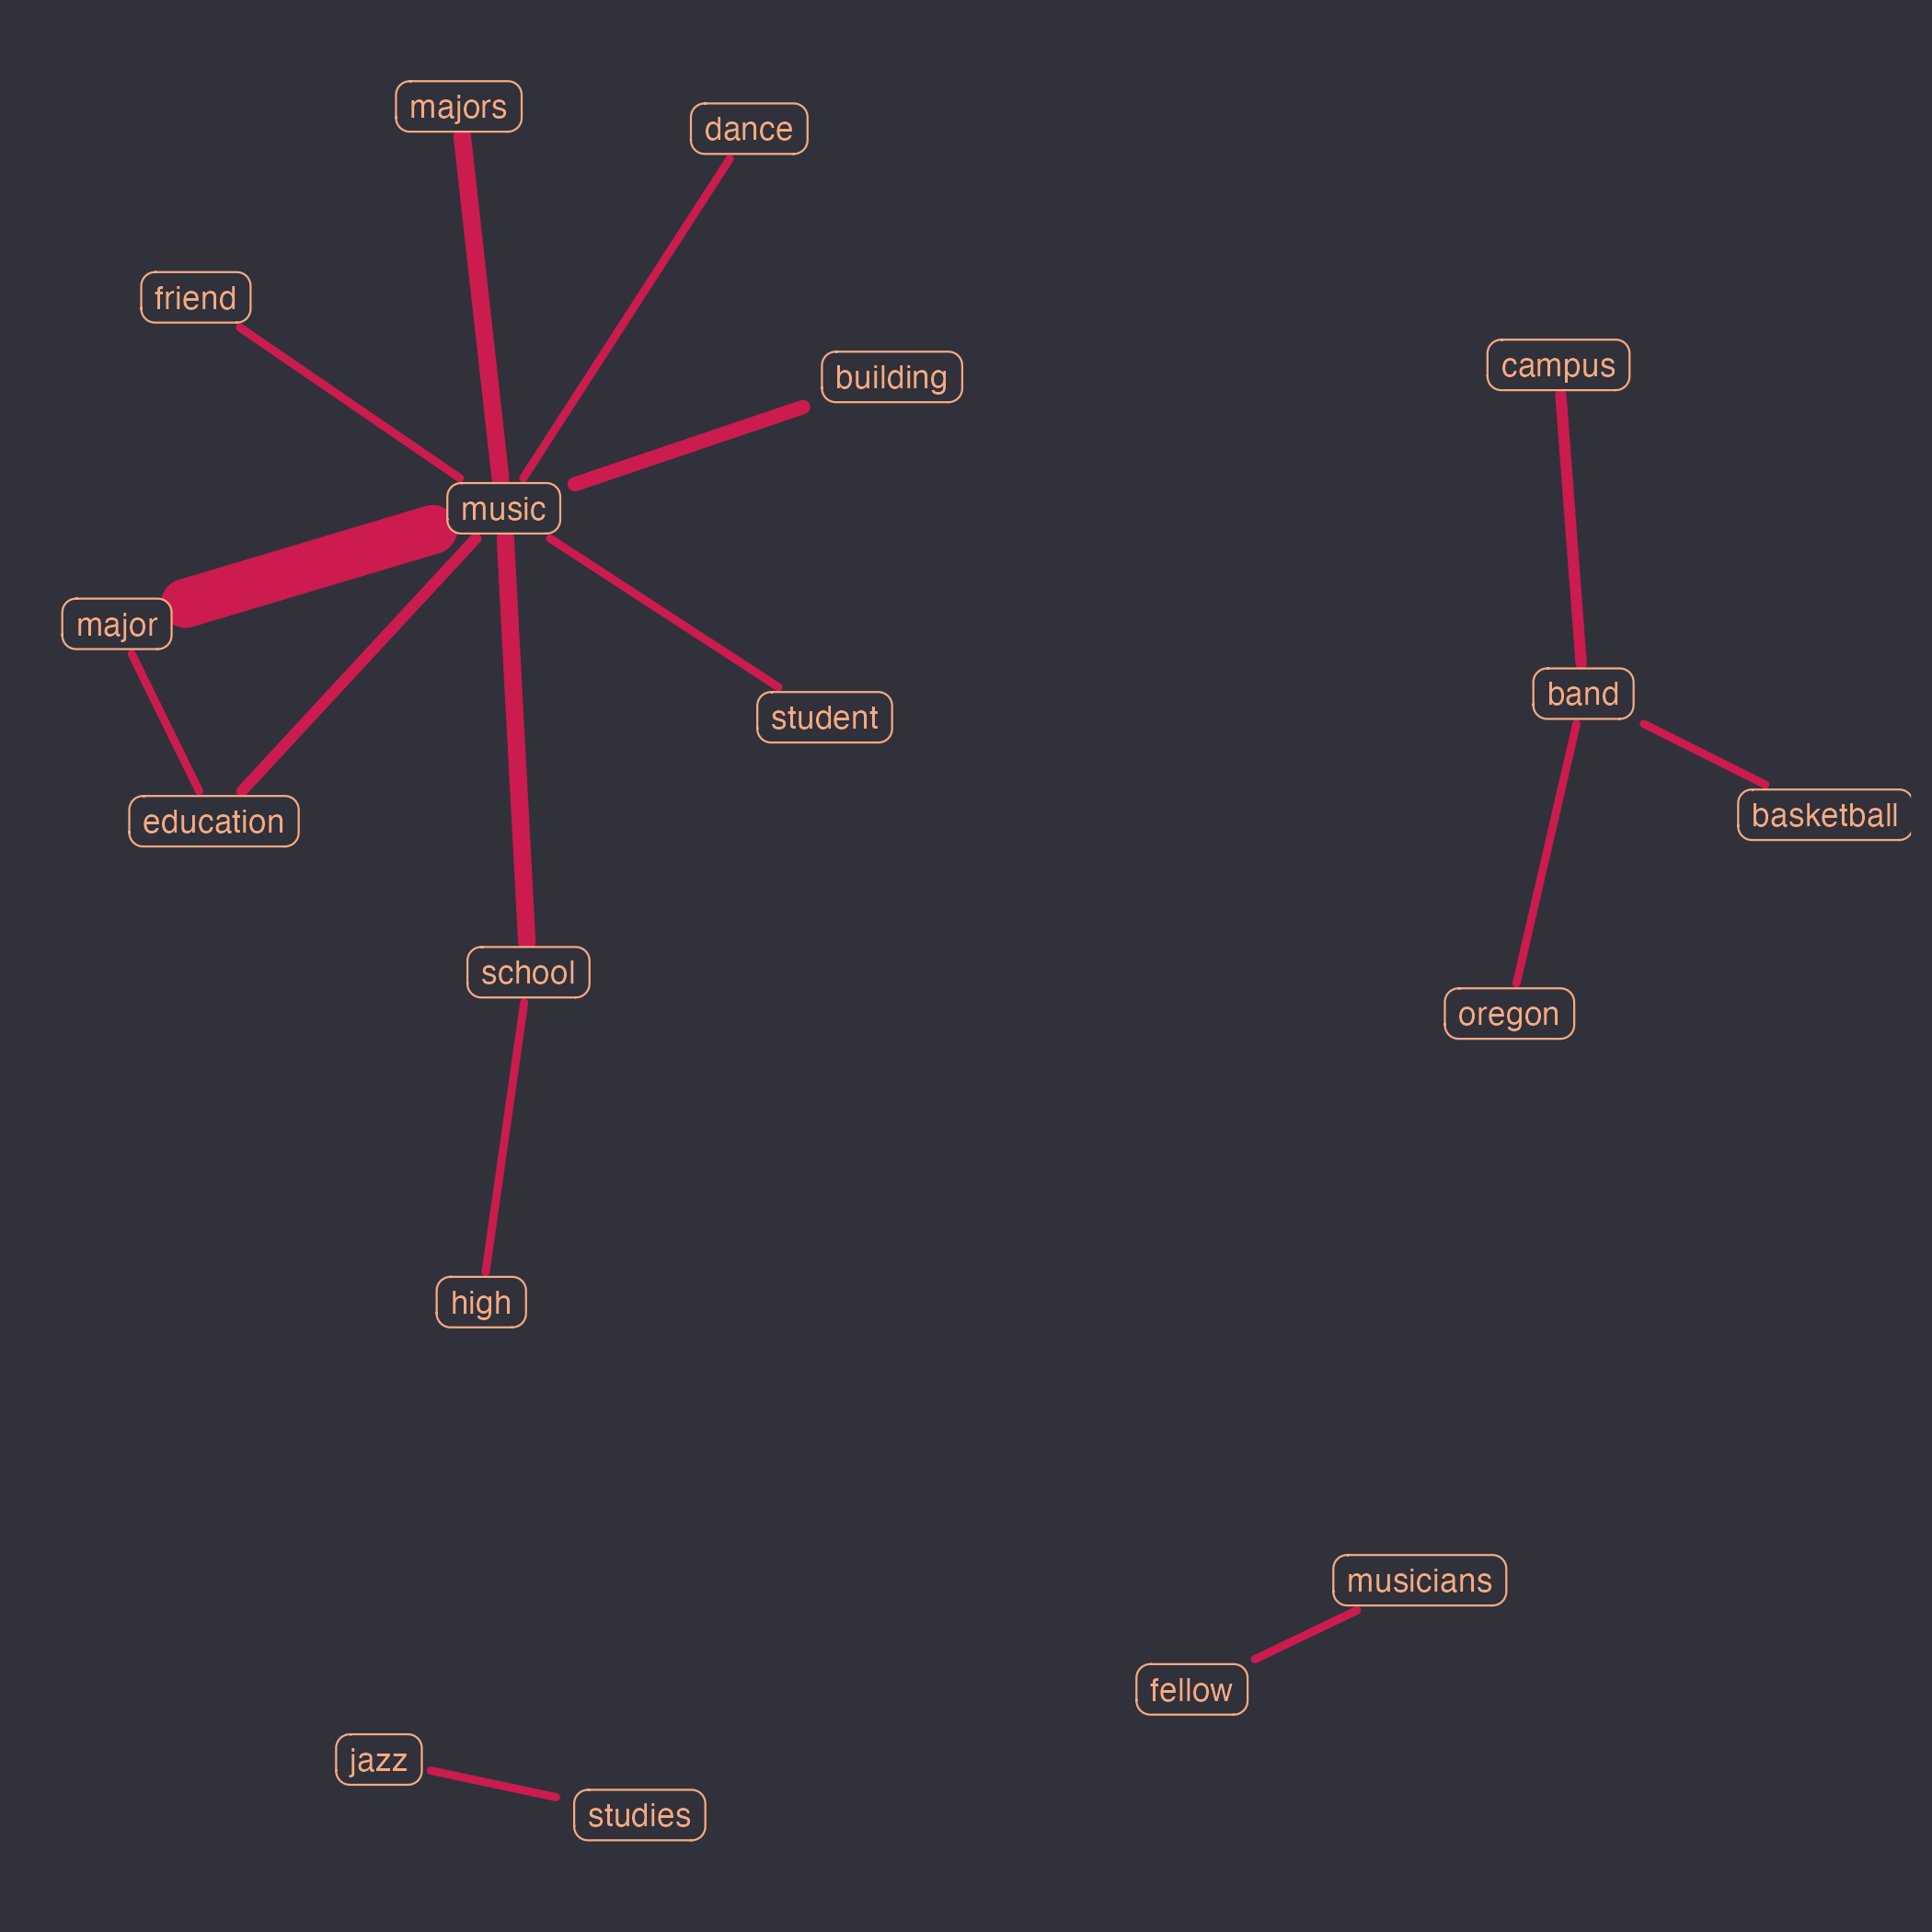 majors
dance
friend
building
campus
music
major
band
student
basketball
education
school
oregon
high
musicians
fellow
jazz
studies